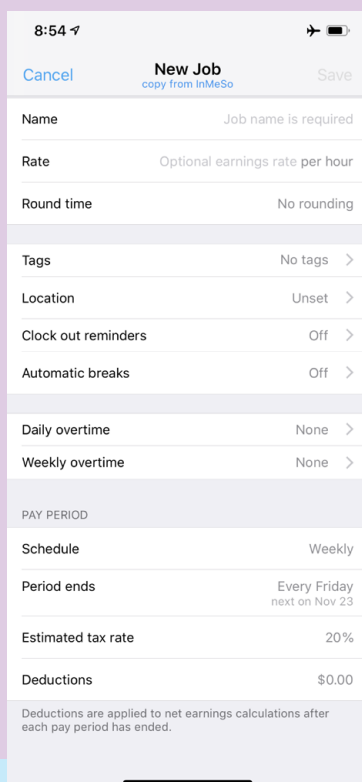 8:54
Cancel New Job Save
copy from InMeSo
Name Job name is required
Rate Optional earnings rate per hour
Round time No rounding
Tags No tags
Location Unset
Clock out reminders Off
Automatic breaks Off
Daily overtime None
Weekly overtime None
PAY PERIOD
Schedule Weekly
Period ends Every Friday
next on Nov 23
Estimated tax rate 20%
Deductions $0.00
Deductions are applied to net earnings calculations after
each pay period has ended.